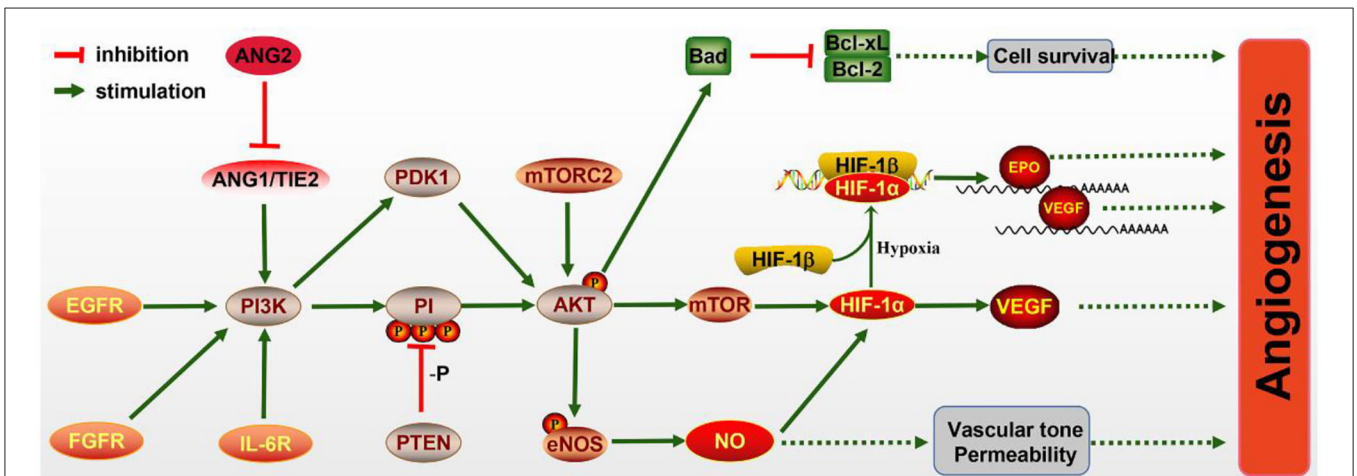 inhibition
stimulation
ANG2
Bad
Bcl-xL
Bcl-2
Cell survival
ANG1/TIE2
PDK1
mTORC2
HIF-1β
HIF-1α
EPO
AAAAAA
VEGF
AAAAAA
HIF-1β
Hypoxia
EGFR
PI3K
PI
P P P
AKT
P
mTOR
HIF-1α
VEGF
-P
FGFR
IL-6R
PTEN
P
eNOS
NO
Vascular tone
Permeability
Angiogenesis